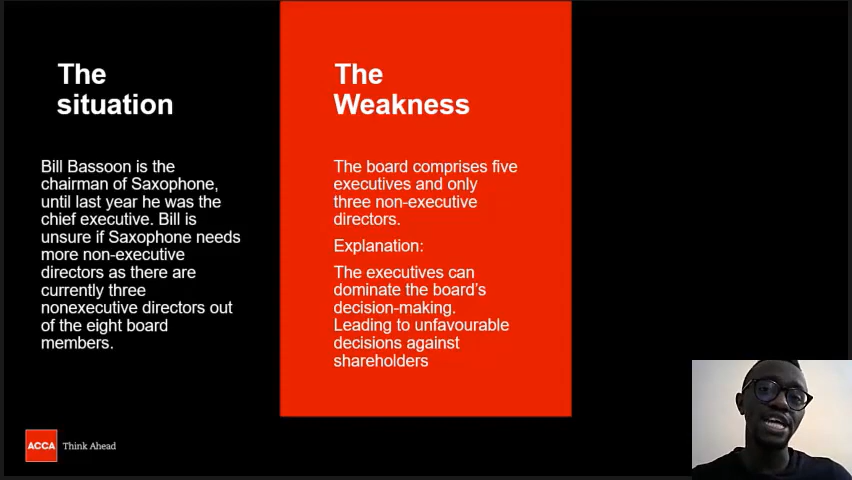 The
situation
Bill Bassoon is the
chairman of Saxophone,
until last year he was the
chief executive. Bill is
unsure if Saxophone needs
more non-executive
directors as there are
currently three
nonexecutive directors out
of the eight board
members.
The
Weakness
The board comprises five
executives and only
three non-executive
directors.
Explanation:
The executives can
dominate the board's
decision-making.
Leading to unfavourable
decisions against
shareholders
ACCA
Think Ahead